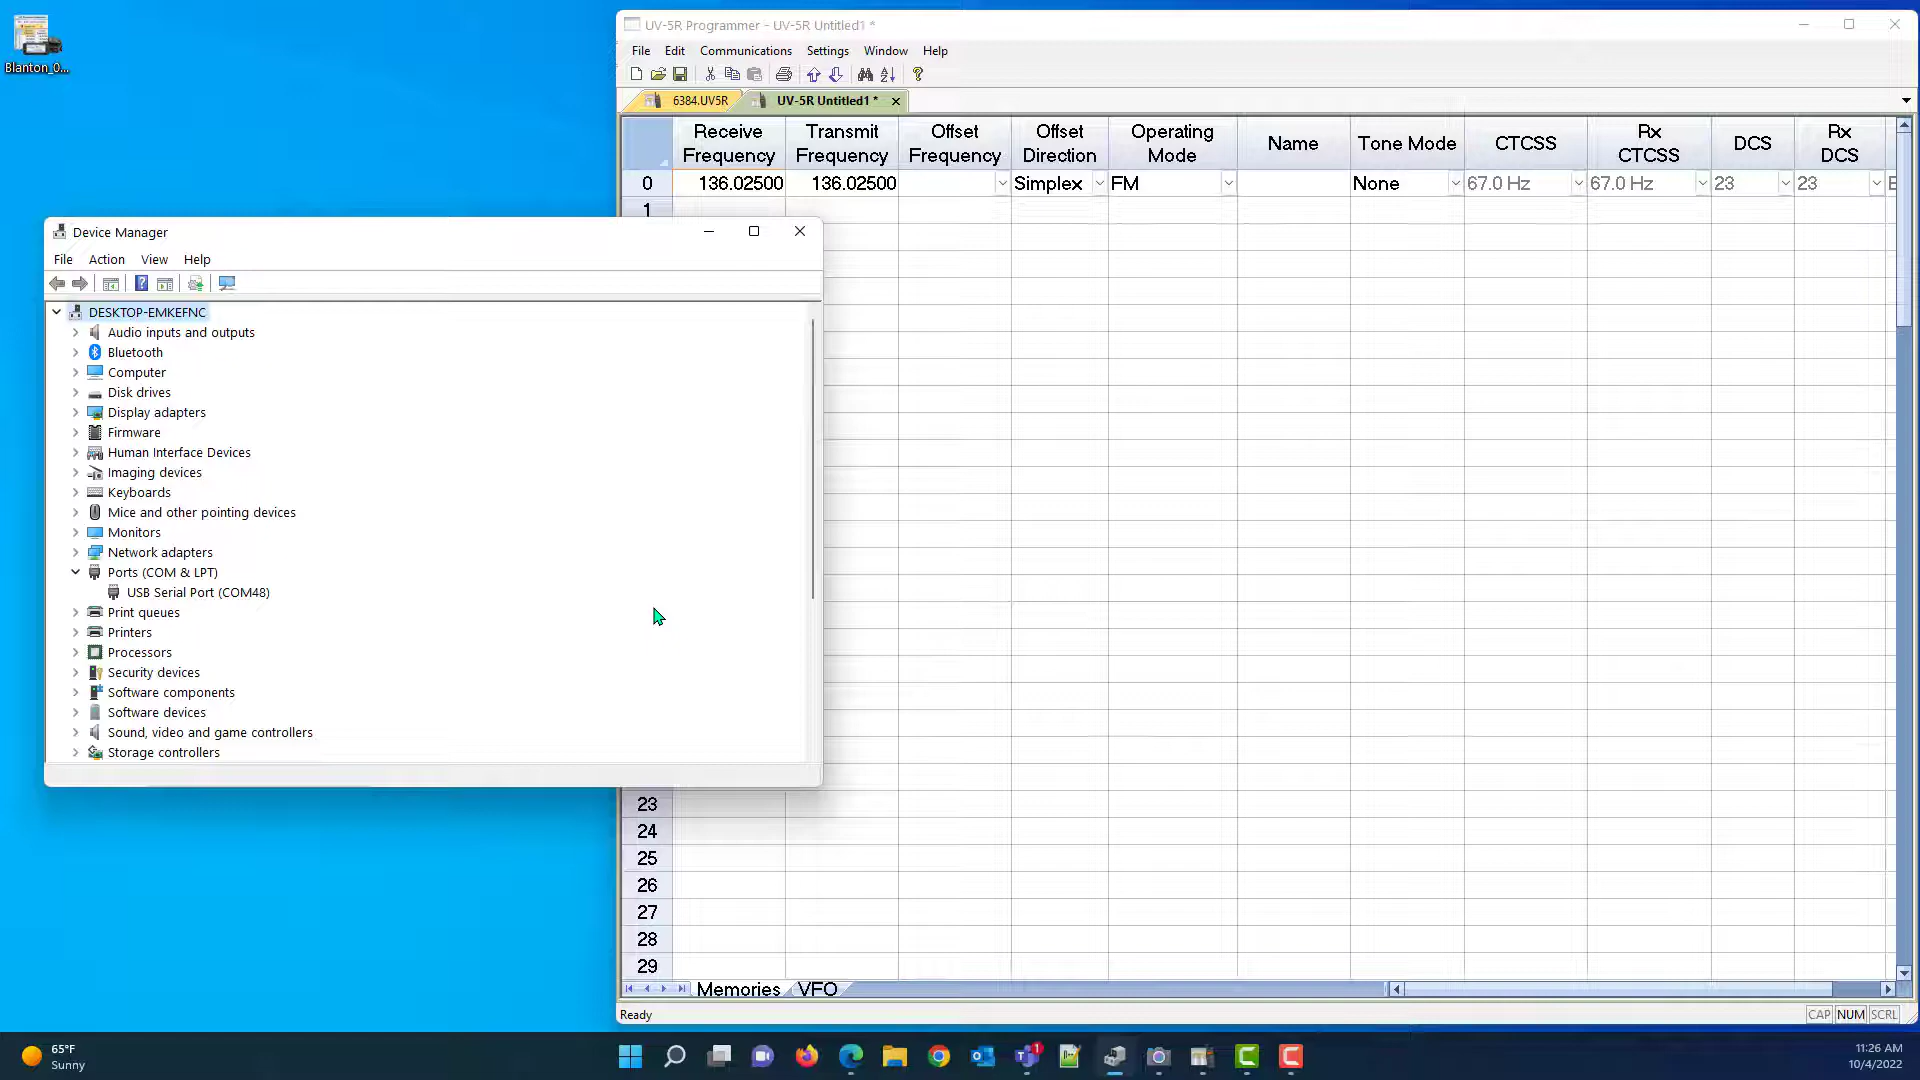 Blanton_0...
UV-5R Programmer - UV-5R Untitled1 *
File Edit Communications Settings Window Help
6384.UV5R UV-5R Untitled1 *
Receive Frequency Transmit Frequency Offset Frequency Offset Direction Operating Mode Name Tone Mode CTCSS Rx CTCSS DCS Rx DCS
0 136.02500 136.02500 Simplex FM None 67.0 Hz 67.0 Hz 23 23
1
Device Manager
File Action View Help
DESKTOP-EMKEFNC
Audio inputs and outputs
Bluetooth
Computer
Disk drives
Display adapters
Firmware
Human Interface Devices
Imaging devices
Keyboards
Mice and other pointing devices
Monitors
Network adapters
Ports (COM & LPT)
USB Serial Port (COM48)
Print queues
Printers
Processors
Security devices
Software components
Software devices
Sound, video and game controllers
Storage controllers
23
24
25
26
27
28
29
Memories VFO
Ready CAP NUM SCRL
65°F
Sunny
1
11:26 AM
10/4/2022